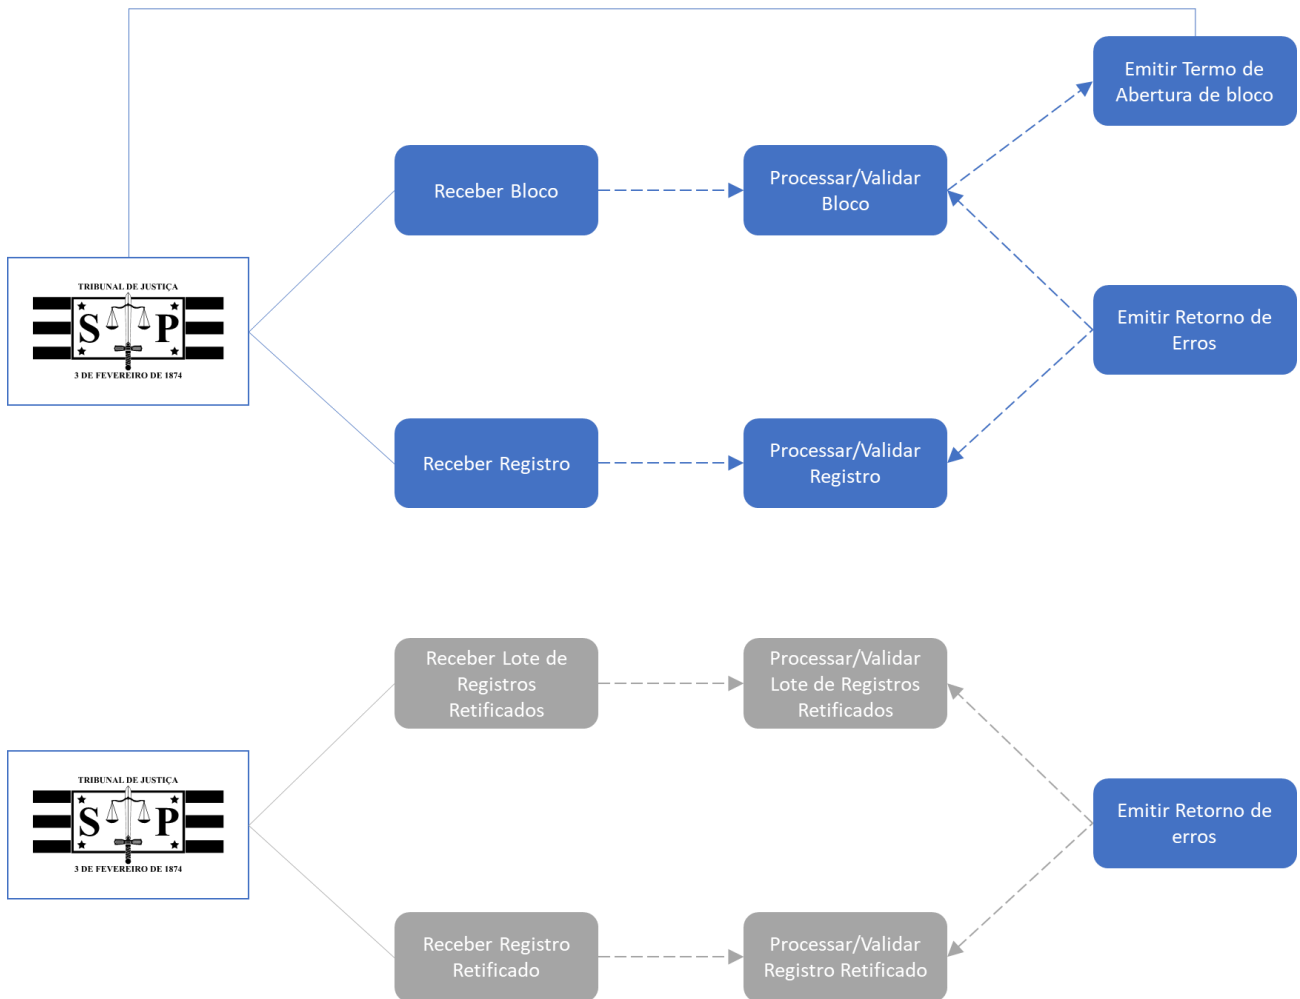 Emitir Termo de
Abertura de bloco
Receber Bloco
Processar/Validar
Bloco
TRIBUNAL DE JUSTIÇA
S P
3 DE FEVEREIRO DE 1874
Emitir Retorno de
Erros
Receber Registro
Processar/Validar
Registro
Receber Lote de
Registros
Retificados
Processar/Validar
Lote de Registros
Retificados
TRIBUNAL DE JUSTIÇA
S P
3 DE FEVEREIRO DE 1874
Emitir Retorno de
erros
Receber Registro
Retificado
Processar/Validar
Registro Retificado